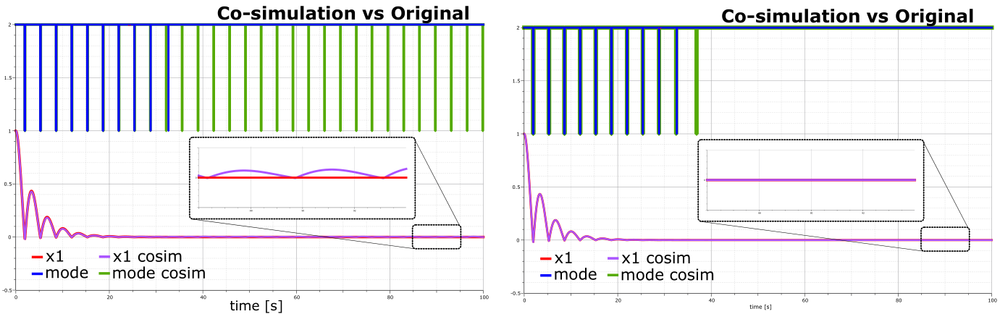 Co-simulation vs Original
2
1.5
1
0.5
0
-0.5
0 20 40 60 80 100
time [s]
x1 x1 cosim
mode mode cosim
Co-simulation vs Original
2
1.5
1
0.5
0
-0.5
0 20 40 60 80 100
time [s]
x1 x1 cosim
mode mode cosim